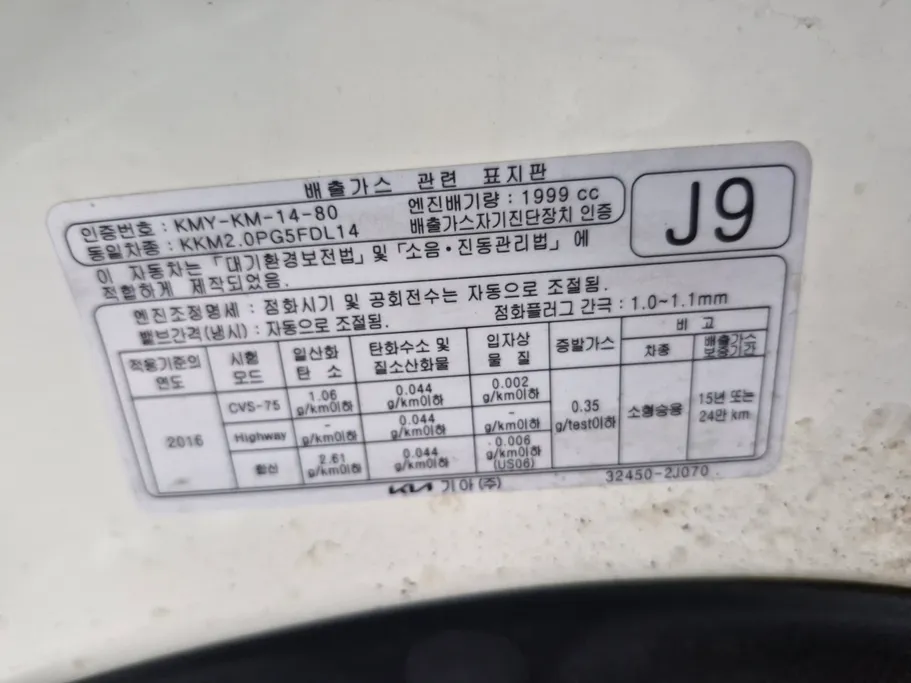 배출가스 관련 표지판
인증번호 : KMY-KM-14-80 엔진배기량 : 1999 cc
동일차종 : KKM2.0PG5FDL14 배출가스자기진단장치 인증
J9
이 자동차는 「대기환경보전법」 및 「소음・진동관리법」 에
적합하게 제작되었음.
엔진조정명세 : 점화시기 및 공회전수는 자동으로 조절됨.
밸브간격(냉시) : 자동으로 조절됨. 점화플러그 간극 : 1.0~1.1mm
적용기준의 연도 시험 모드 일산화 탄소 탄화수소 및 질소산화물 입자상 물질 증발가스 비고
차종 배출가스 보증기간
2016 CVS-75 1.06 g/km이하 0.044 g/km이하 0.002 g/km이하 0.35 g/test이하 소형승용 15년 또는 24만 km
Highway - g/km이하 0.044 g/km이하 - g/km이하
합산 2.61 g/km이하 0.044 g/km이하 0.006 g/km이하 (US06)
KIA 기아 (주) 32450-2J070